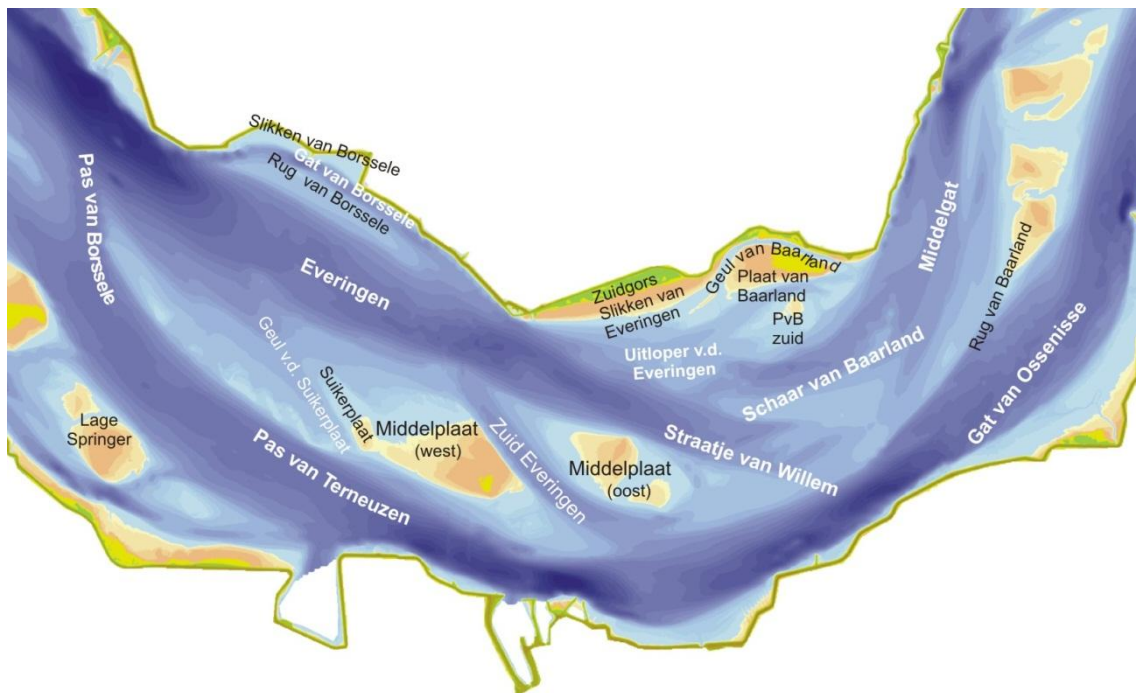 Slikken van Borssele
Gat van Borssele
Rug van Borssele
Pas van Borssele
Everingen
Middelgat
Geul van Baarland
Plaat van
Baarland
PvB
zuid
Zuidgors
Slikken van
Everingen
Rug van Baarland
Uitloper v.d.
Everingen
Schaar van Baarland
Gat van Ossenisse
Geul v.d. Suikerplaat
Suikerplaat
Middelplaat
(west)
Zuid Everingen
Middelplaat
(oost)
Straatje van Willem
Lage
Springer
Pas van Terneuzen